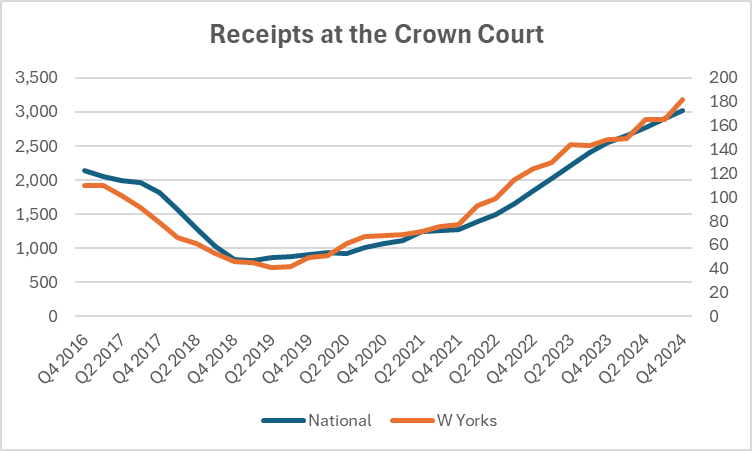 Receipts at the Crown Court
3,500
3,000
2,500
2,000
1,500
1,000
500
0
200
180
160
140
120
100
80
60
40
20
0
Q4 2016
Q2 2017
Q4 2017
Q2 2018
Q4 2018
Q2 2019
Q4 2019
Q2 2020
Q4 2020
Q2 2021
Q4 2021
Q2 2022
Q4 2022
Q2 2023
Q4 2023
Q2 2024
Q4 2024
National
W Yorks